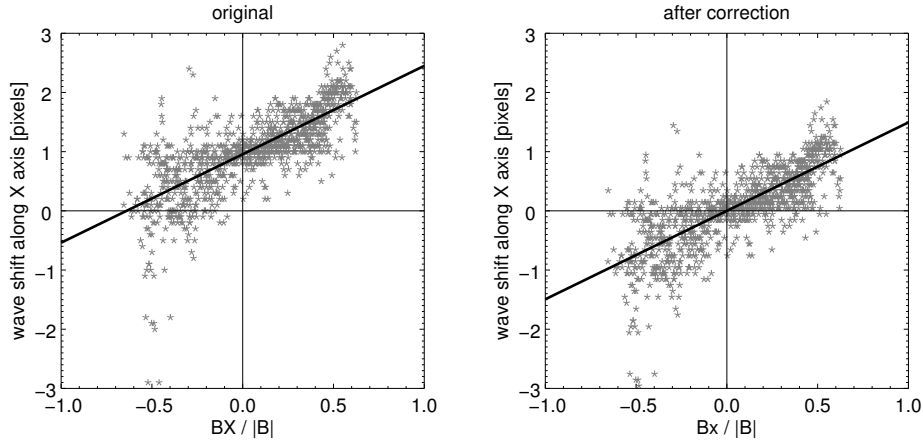 original
after correction
wave shift along X axis [pixels]
3
2
1
0
−1
−2
−3
−1.0 −0.5 0.0 0.5 1.0
BX / |B|
wave shift along X axis [pixels]
3
2
1
0
−1
−2
−3
−1.0 −0.5 0.0 0.5 1.0
Bx / |B|